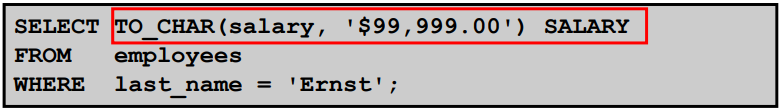 SELECT TO_CHAR(salary, '$99,999.00') SALARY
FROM employees
WHERE last_name = 'Ernst';